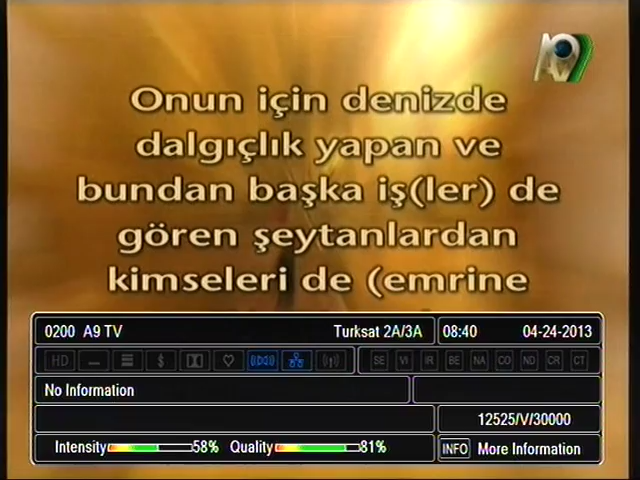 A9
TV
Onun için denizde
dalgıçlık yapan ve
bundan başka iş(ler) de
gören şeytanlardan
kimseleri de (emrine
0200 A9 TV Turksat 2A/3A 08:40 04-24-2013
HD $ SE VI IR BE NA CO ND CR CT
No Information
12525/V/30000
Intensity 58% Quality 81% INFO More Information